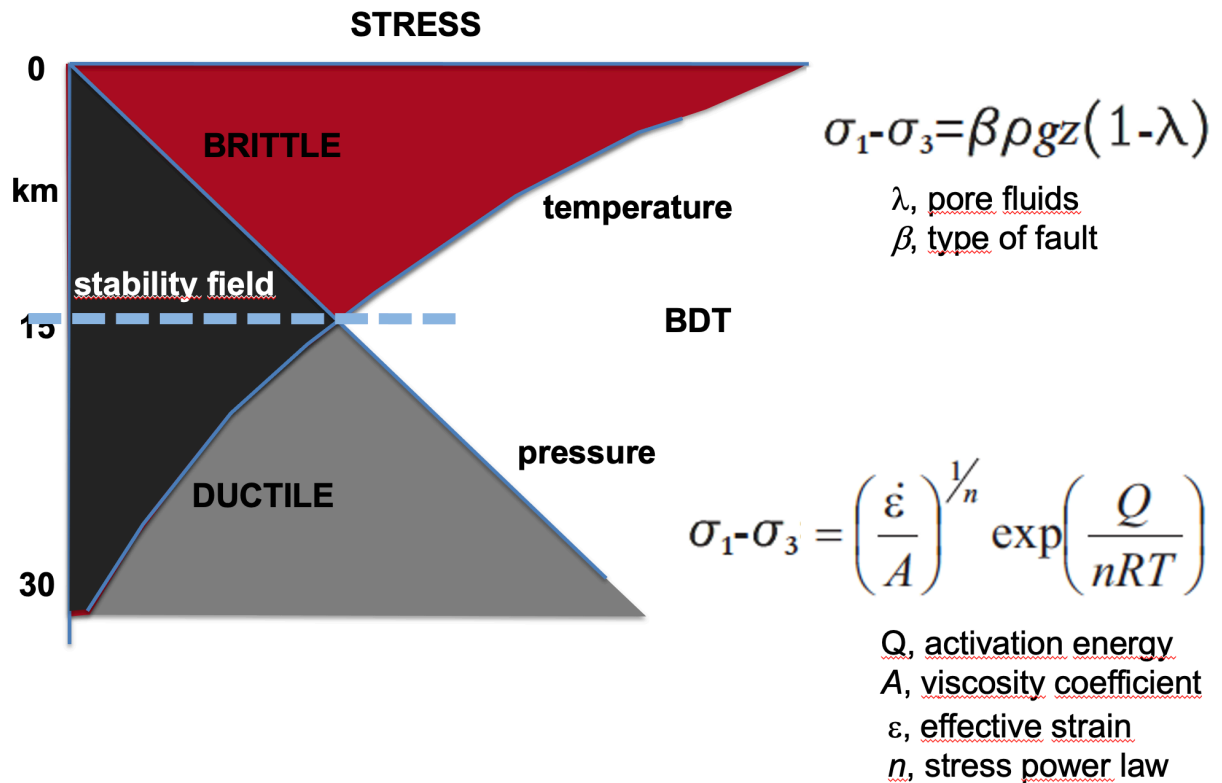 STRESS
0
BRITTLE
km
temperature
stability field
15
BDT
pressure
DUCTILE
30
σ₁-σ₃=βρgz(1-λ)
λ, pore fluids
β, type of fault
σ₁-σ₃ = (ε̇/A)^(1/n) exp(Q/nRT)
Q, activation energy
A, viscosity coefficient
ε, effective strain
n, stress power law